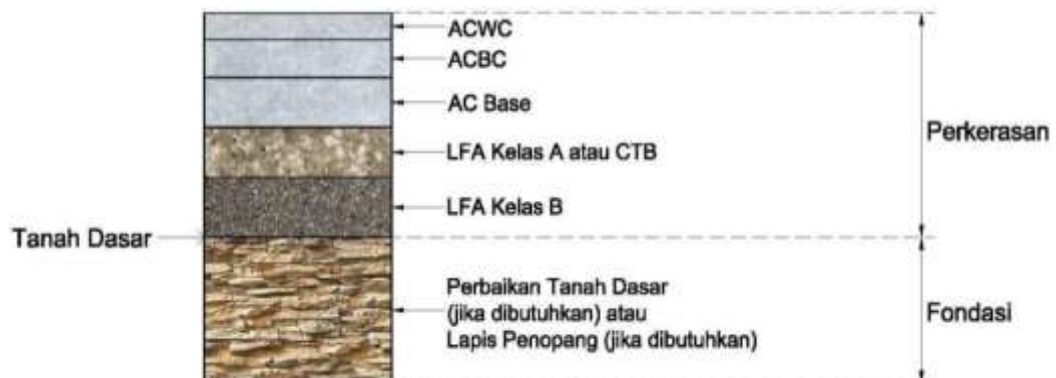 ACWC
ACBC
AC Base
LFA Kelas A atau CTB
LFA Kelas B
Perkerasan
Tanah Dasar
Perbaikan Tanah Dasar
(jika dibutuhkan) atau
Lapis Penopang (jika dibutuhkan)
Fondasi